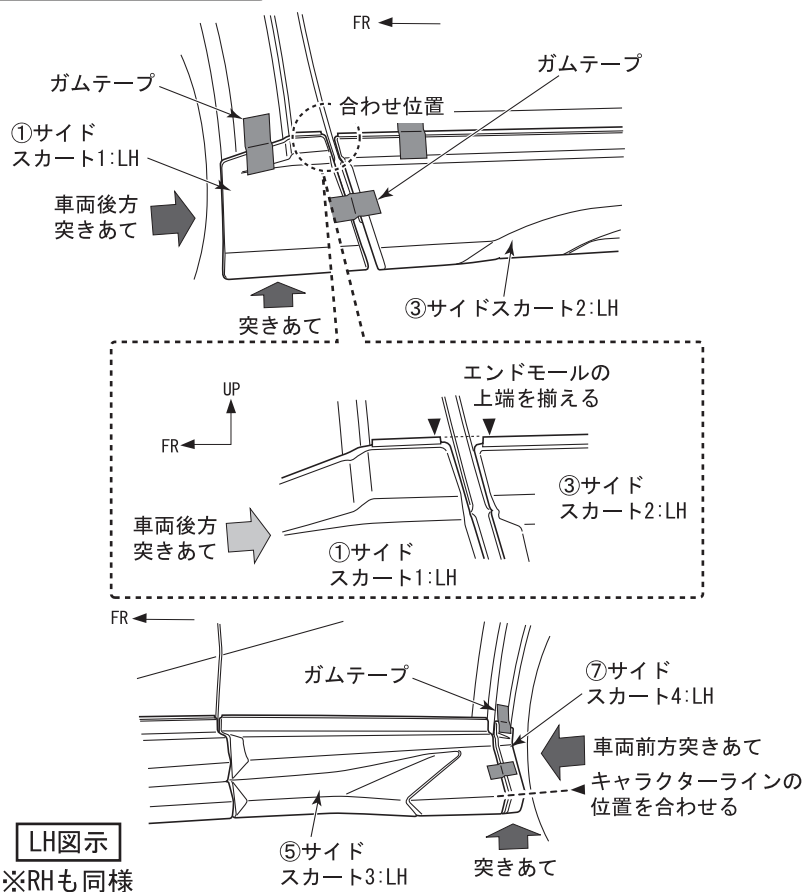 FR
ガムテープ
ガムテープ
合わせ位置
①サイド
スカート1:LH
車両後方
突きあて
突きあて
③サイドスカート2:LH
エンドモールの
上端を揃える
UP
FR
③サイド
スカート2:LH
車両後方
突きあて
①サイド
スカート1:LH
FR
ガムテープ
⑦サイド
スカート4:LH
車両前方突きあて
キャラクターラインの
位置を合わせる
LH図示
※RHも同様
⑤サイド
スカート3:LH
突きあて